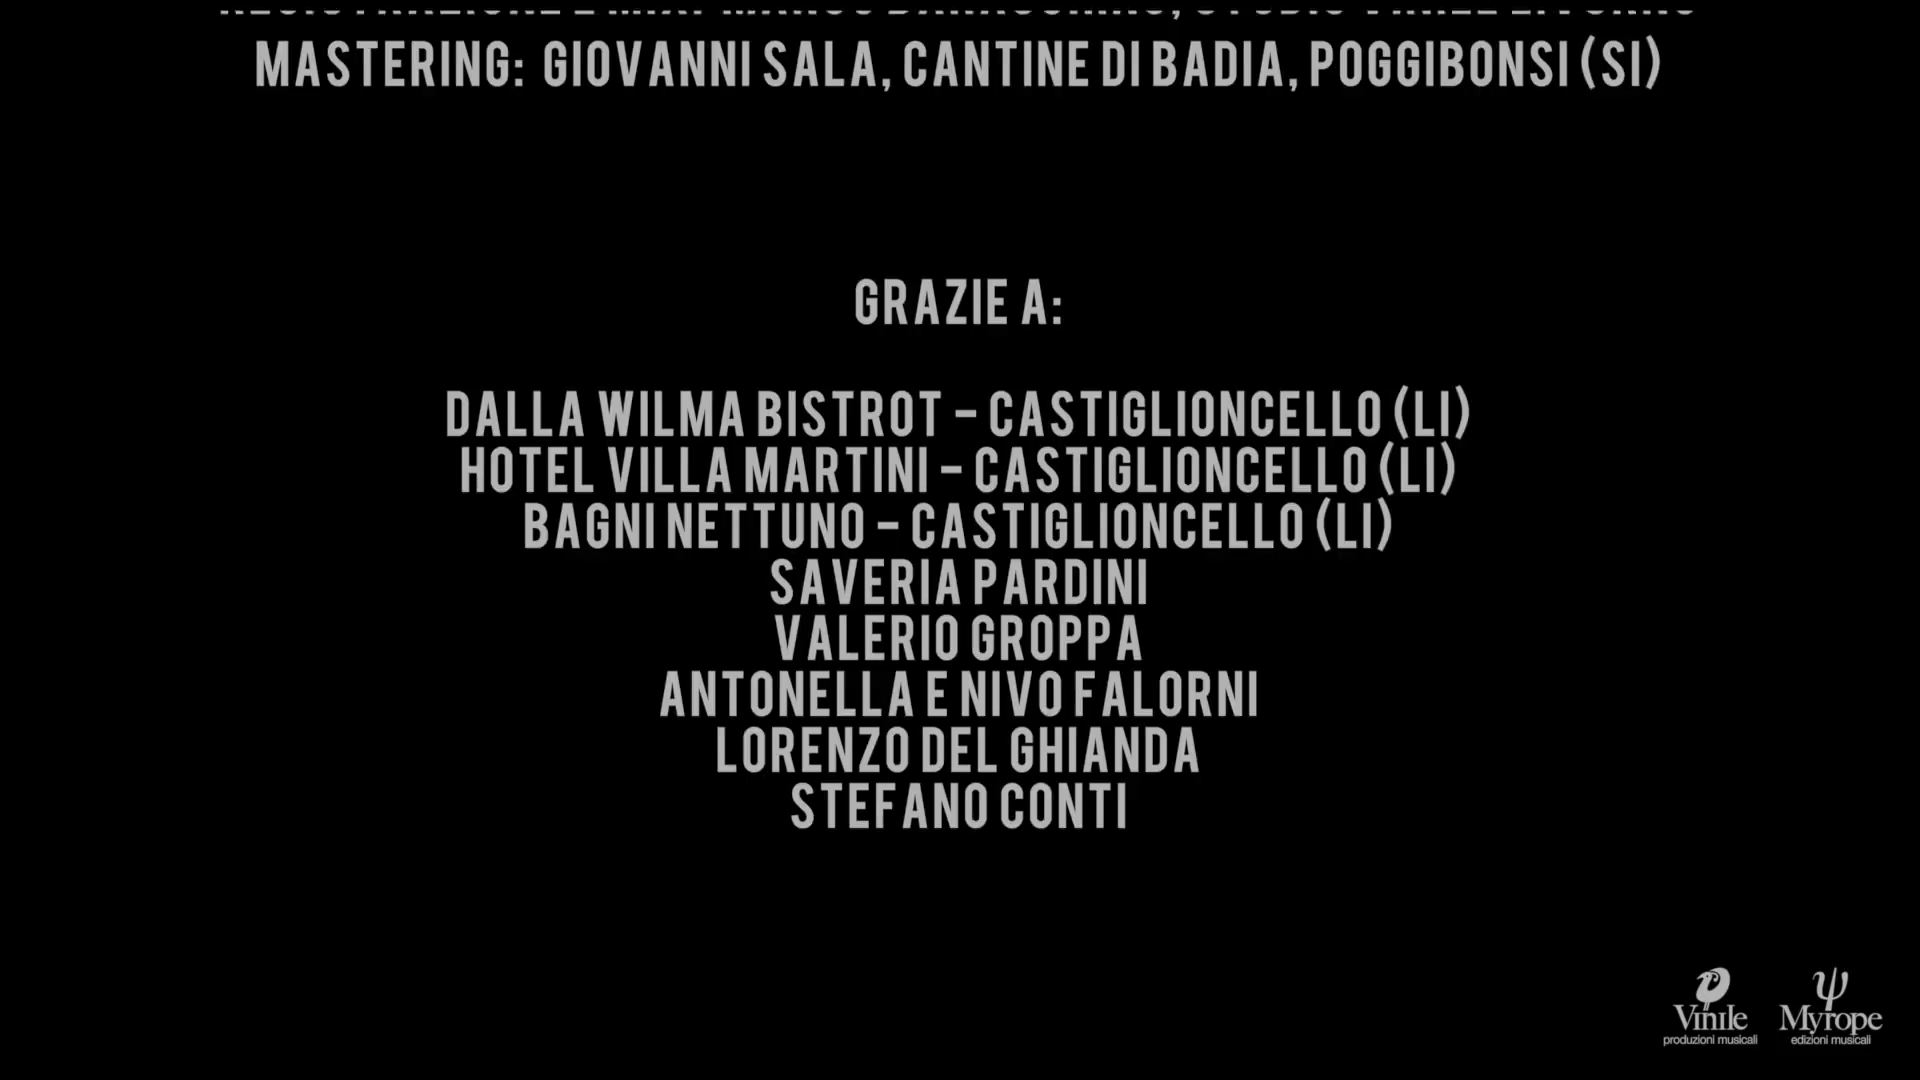 MASTERING: GIOVANNI SALA, CANTINE DI BADIA, POGGIBONSI (SI)
GRAZIE A:
DALLA WILMA BISTROT - CASTIGLIONCELLO (LI)
HOTEL VILLA MARTINI - CASTIGLIONCELLO (LI)
BAGNI NETTUNO - CASTIGLIONCELLO (LI)
SAVERIA PARDINI
VALERIO GROPPA
ANTONELLA E NIVO FALORNI
LORENZO DEL GHIANDA
STEFANO CONTI
Vinile
produzioni musicali
Myrope
edizioni musicali